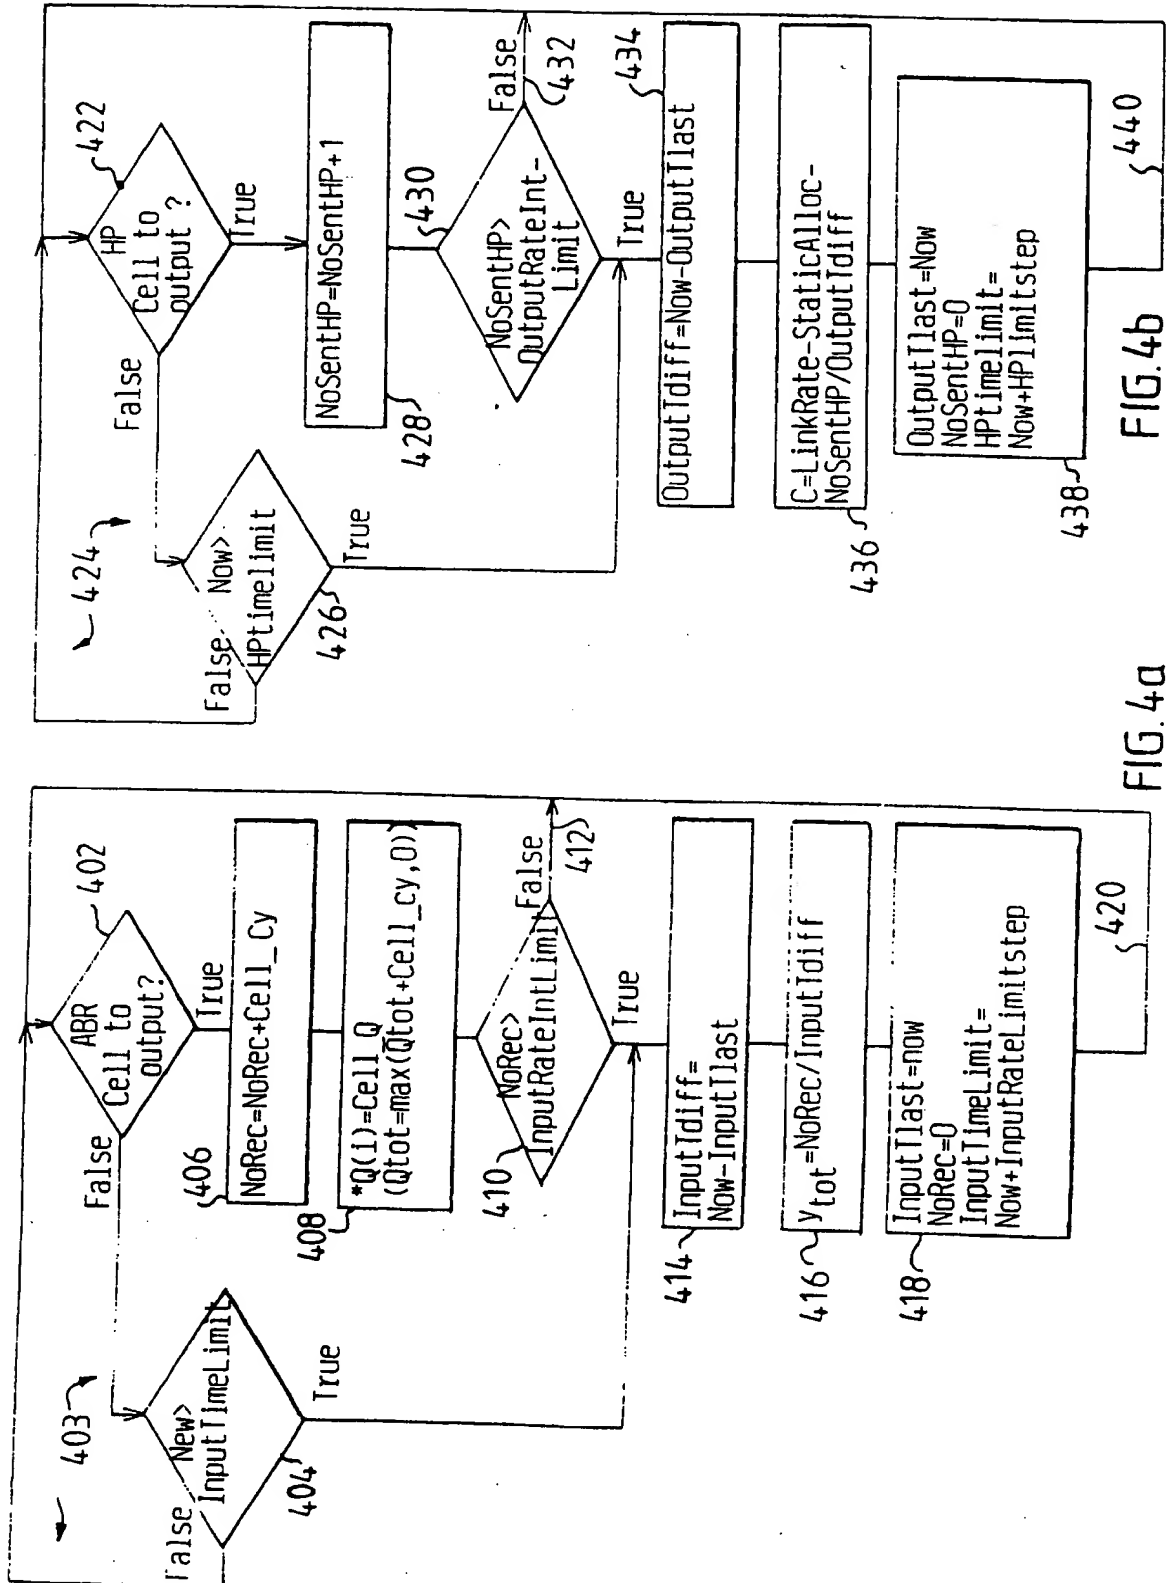 402
ABR
Cell to
output?
False
True
403
New>
InputTimeLimit
False
True
404
406
NoRec=NoRec+Cell_Cy
408
*Q(i)=Cell Q
(Qtot=max(Qtot+Cell_cy,0))
410
NoRec>
InputRateIntLimit
False
412
True
InputTdiff=
Now-InputTlast
414
ytot=NoRec/InputTdiff
416
InputTlast=now
NoRec=0
InputTImeLimit=
Now+InputRateLimitstep
418
420
FIG.4a
422
HP
Cell to
output ?
False
True
424
Now>
HPtimelimit
False
True
426
NoSentHP=NoSentHP+1
428
430
NoSentHP>
OutputRateInt-
Limit
False
432
True
434
OutputTdiff=Now-OutputTlast
C=LinkRate-StaticAlloc-
NoSentHP/OutputTdiff
436
OutputTlast=Now
NoSentHP=0
HPtimelimit=
Now+HPlimitstep
438
440
FIG.4b